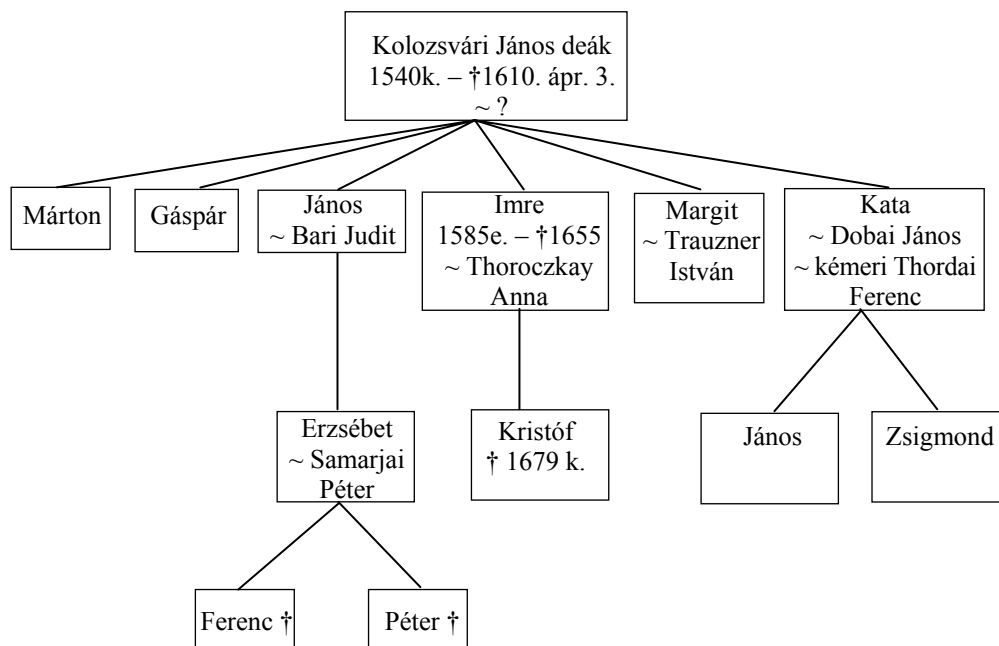 Kolozsvári János deák
1540k. – †1610. ápr. 3.
~ ?
Márton
Gáspár
János
~ Bari Judit
Imre
1585e. – †1655
~ Thoroczkay
Anna
Margit
~ Trauzner
István
Kata
~ Dobai János
~ kémeri Thordai
Ferenc
Erzsébet
~ Samarjai
Péter
Kristóf
† 1679 k.
János
Zsigmond
Ferenc †
Péter †